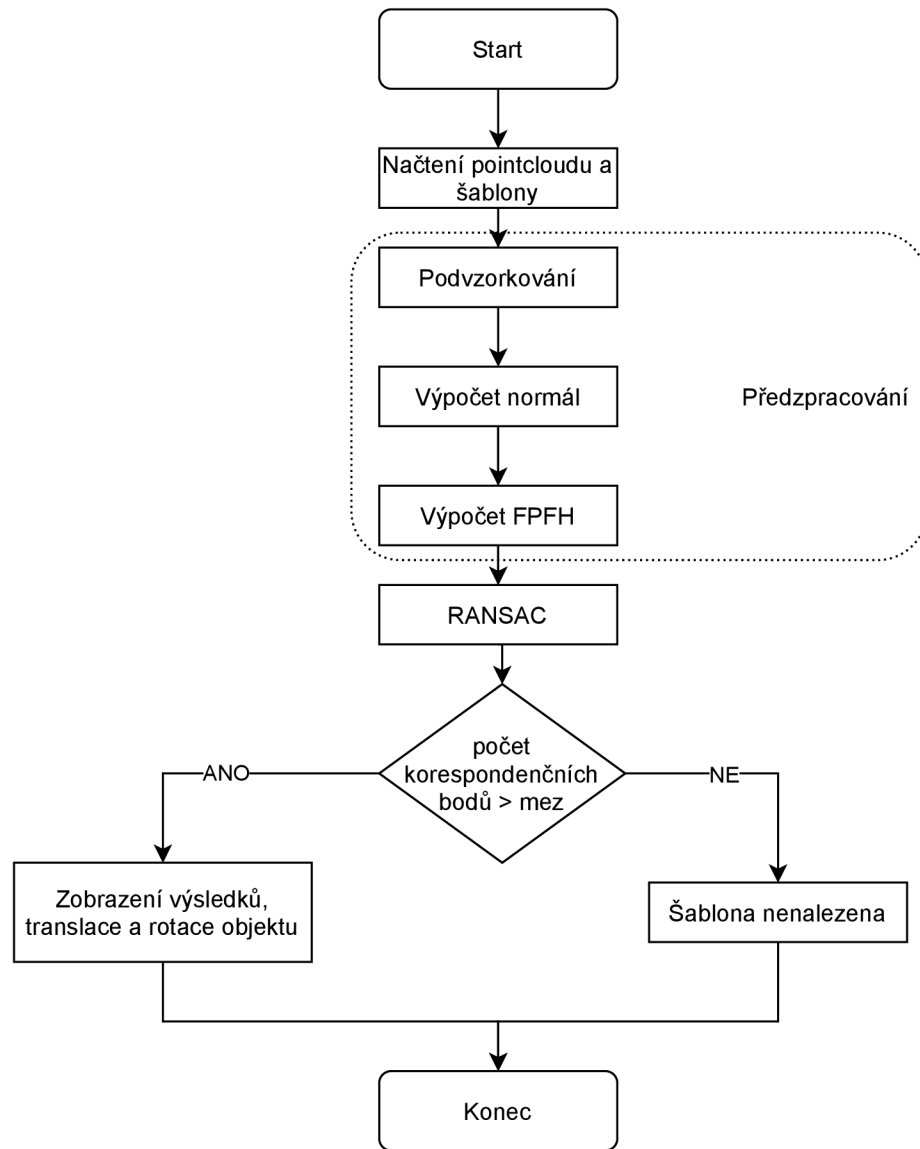 Start
Načtení pointcloudu a
šablony
Podvzorkování
Výpočet normál
Předzpracování
Výpočet FPFH
RANSAC
počet
korespondenčních
bodů > mez
ANO
NE
Zobrazení výsledků,
translace a rotace objektu
Šablona nenalezena
Konec